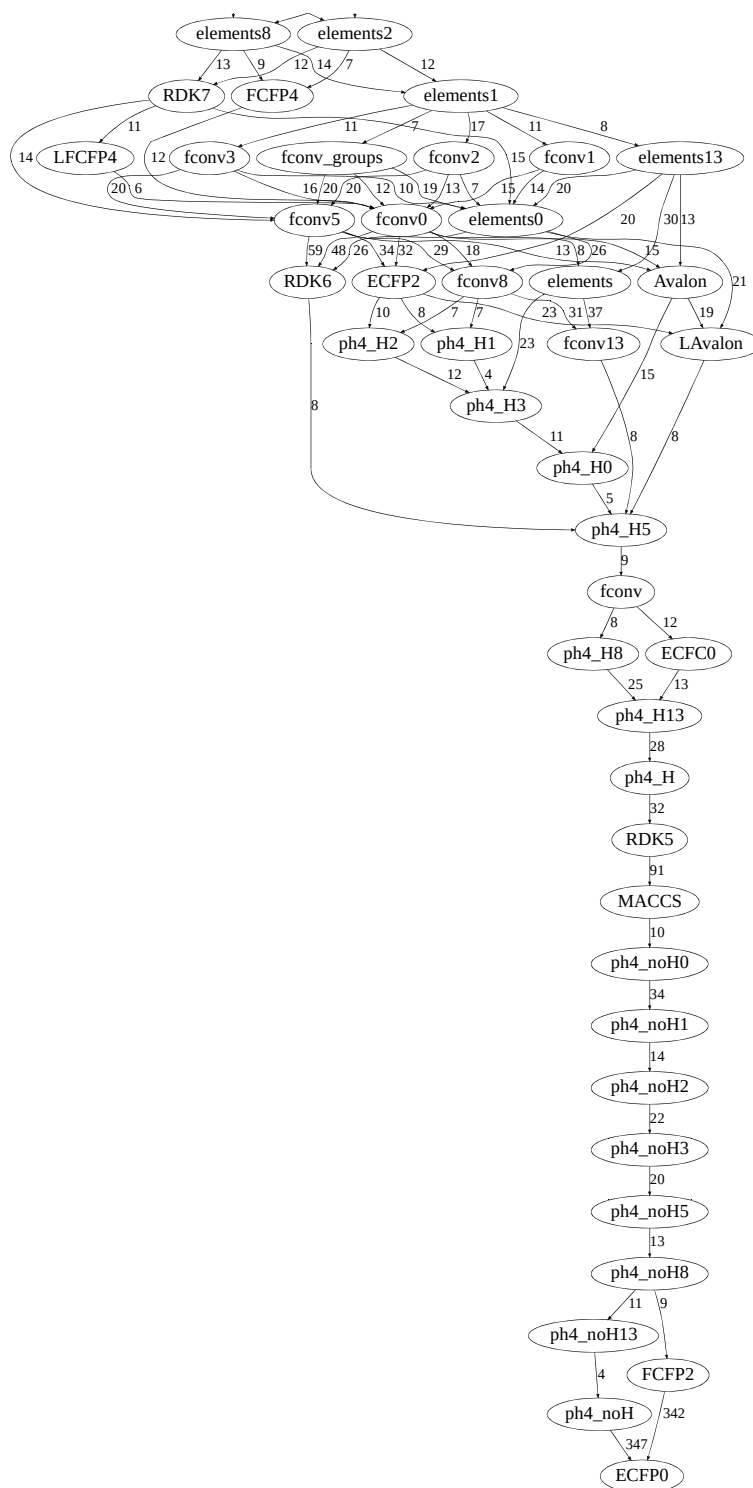 elements8 elements2
13 9 14 12 7 12
RDK7 FCFP4 elements1
11 11 7 17 11 8
LFCFP4 fconv3 fconv_groups fconv2 fconv1 elements13
14 12 15
20 6 16 20 12 20 10 19 13 7 15 14 20
fconv5 fconv0 elements0
20 30 13
59 48 26 34 32 29 18 13 8 26 15
RDK6 ECFP2 fconv8 elements Avalon
21
10 8 7 7 23 31 37 19
ph4_H2 ph4_H1 fconv13 LAvalon
23
12 4 15
ph4_H3
8
11 8 8
ph4_H0
5
ph4_H5
9
fconv
8 12
ph4_H8 ECFC0
25 13
ph4_H13
28
ph4_H
32
RDK5
91
MACCS
10
ph4_noH0
34
ph4_noH1
14
ph4_noH2
22
ph4_noH3
20
ph4_noH5
13
ph4_noH8
11 9
ph4_noH13
4
FCFP2
ph4_noH
342
347
ECFP0